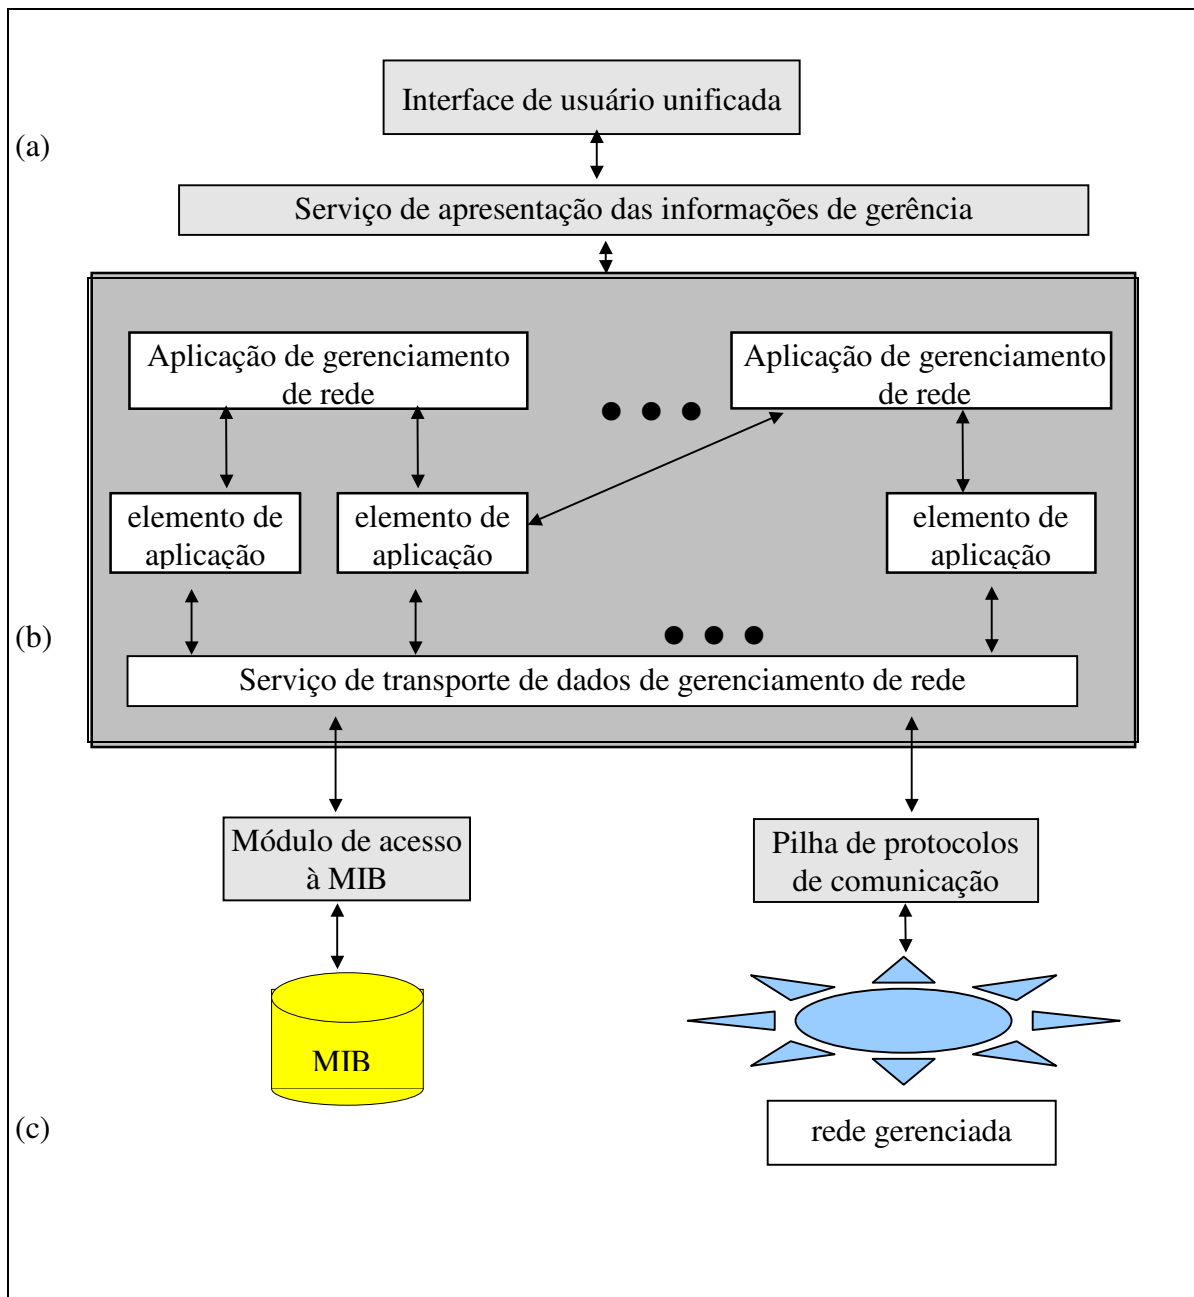 Interface de usuário unificada
(a)
Serviço de apresentação das informações de gerência
Aplicação de gerenciamento
de rede
Aplicação de gerenciamento
de rede
elemento de
aplicação
elemento de
aplicação
elemento de
aplicação
(b)
Serviço de transporte de dados de gerenciamento de rede
Módulo de acesso
à MIB
Pilha de protocolos
de comunicação
MIB
(c)
rede gerenciada